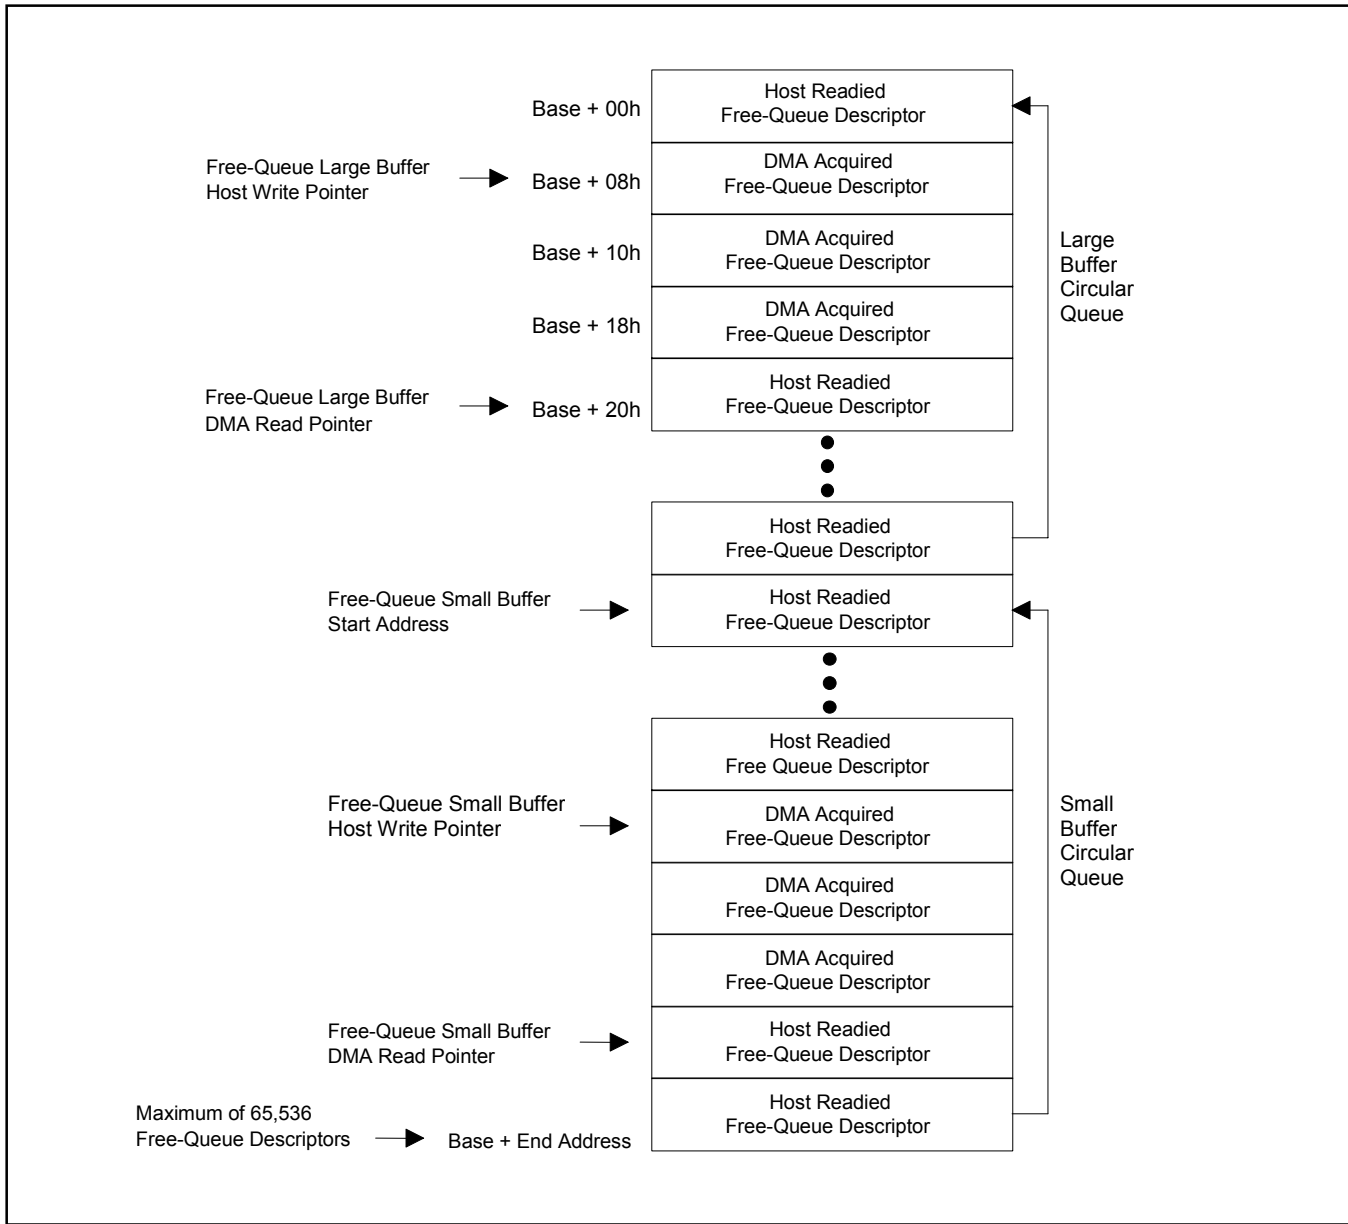 Base + 00h
Host Readied
Free-Queue Descriptor
Free-Queue Large Buffer
Host Write Pointer
Base + 08h
DMA Acquired
Free-Queue Descriptor
Base + 10h
DMA Acquired
Free-Queue Descriptor
Large
Buffer
Circular
Queue
Base + 18h
DMA Acquired
Free-Queue Descriptor
Free-Queue Large Buffer
DMA Read Pointer
Base + 20h
Host Readied
Free-Queue Descriptor
Host Readied
Free-Queue Descriptor
Free-Queue Small Buffer
Start Address
Host Readied
Free-Queue Descriptor
Host Readied
Free Queue Descriptor
Free-Queue Small Buffer
Host Write Pointer
DMA Acquired
Free-Queue Descriptor
Small
Buffer
Circular
Queue
DMA Acquired
Free-Queue Descriptor
DMA Acquired
Free-Queue Descriptor
Free-Queue Small Buffer
DMA Read Pointer
Host Readied
Free-Queue Descriptor
Maximum of 65,536
Free-Queue Descriptors
Base + End Address
Host Readied
Free-Queue Descriptor